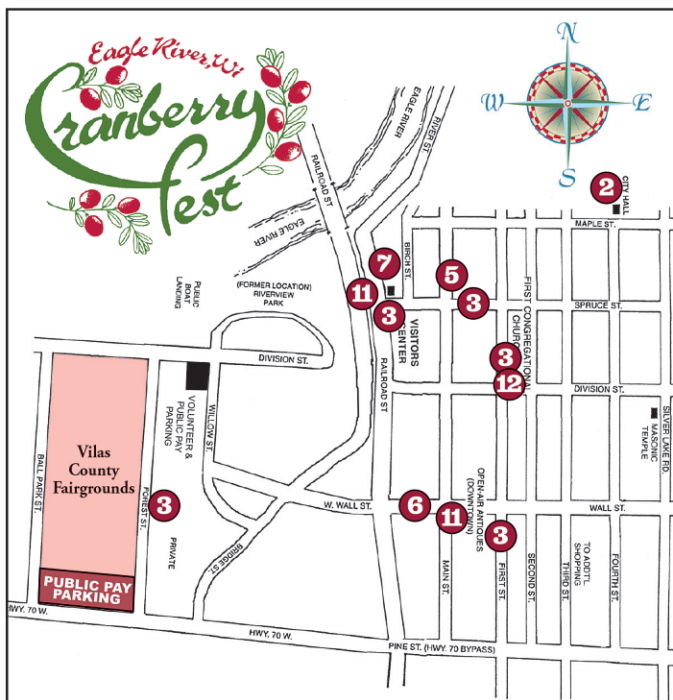 Eagle River, Wi
Cranberry
Fest
N
W
E
S
RAILROAD ST
EAGLE RIVER
RIVER ST.
EAGLE RIVER
2
CITY HALL
MAPLE ST.
7
BIRCH ST.
5
11
3
3
SPRUCE ST.
VISITORS
CENTER
PUBLIC
BOAT
LANDING
(FORMER LOCATION)
RIVERVIEW
PARK
FIRST CONGREGATIONAL
CHURCH
3
12
DIVISION ST.
DIVISION ST.
RAILROAD ST
VOLUNTEER &
PUBLIC PAY
PARKING
WILLOW ST.
SILVER LAKE RD.
MASONIC
TEMPLE
Vilas
County
Fairgrounds
BALL PARK ST.
FOREST ST.
3
PRIVATE
W. WALL ST.
6
11
OPEN-AIR ANTIQUES
(DOWNTOWN)
3
WALL ST.
BRIDGE ST.
MAIN ST.
FIRST ST.
SECOND ST.
THIRD ST.
TO ADDT'L
SHOPPING
FOURTH ST.
PUBLIC PAY
PARKING
HWY. 70 W.
HWY. 70 W.
PINE ST. (HWY. 70 BYPASS)